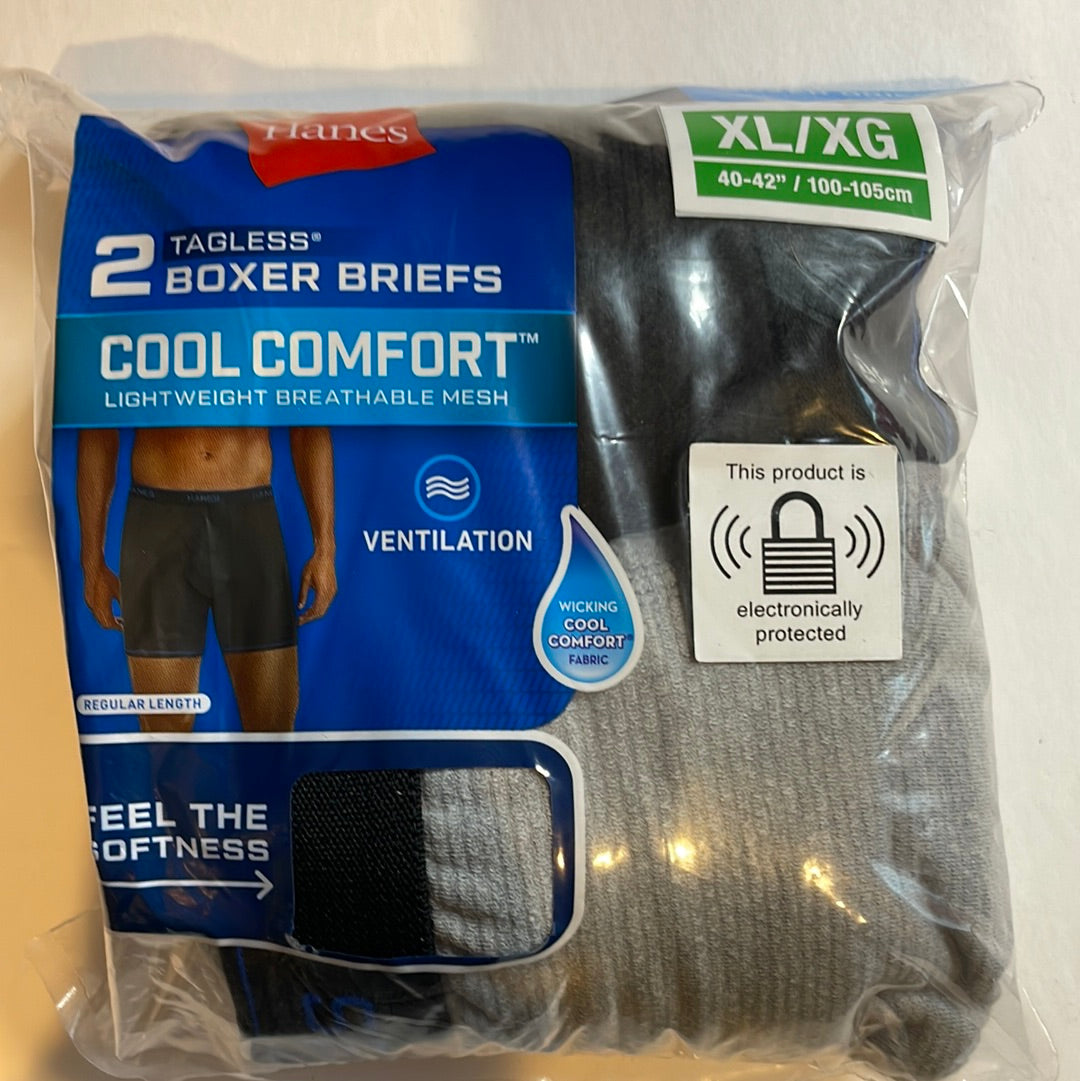 Hanes
XL/XG
40-42" / 100-105cm
2 TAGLESS®
BOXER BRIEFS
COOL COMFORT™
LIGHTWEIGHT BREATHABLE MESH
VENTILATION
This product is
electronically
protected
WICKING
COOL
COMFORT®
FABRIC
REGULAR LENGTH
FEEL THE
SOFTNESS